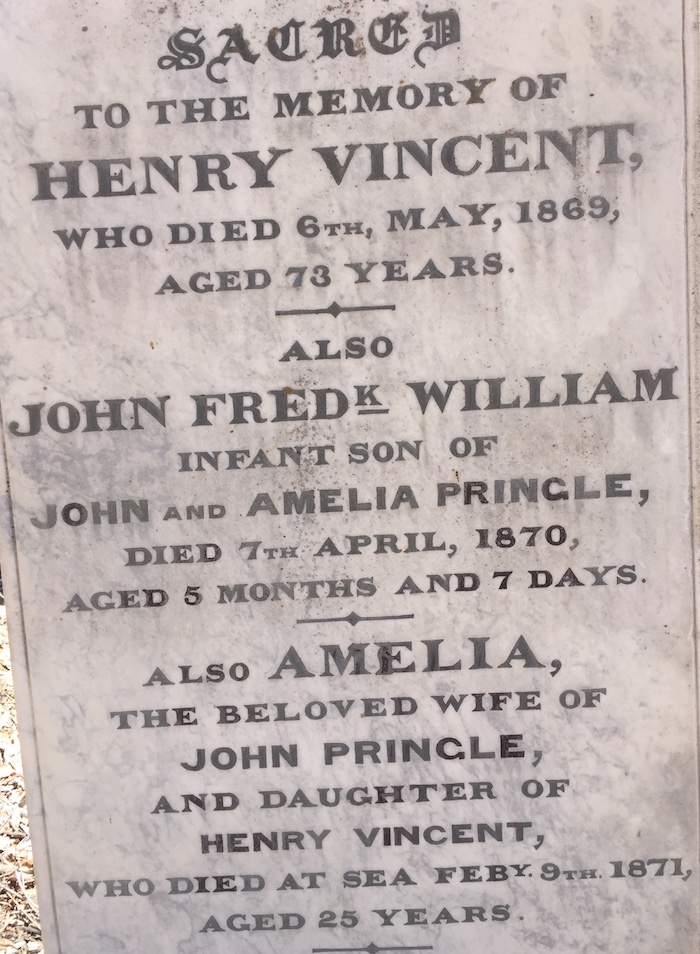 SACRED
TO THE MEMORY OF
HENRY VINCENT,
WHO DIED 6TH, MAY, 1869,
AGED 73 YEARS.
ALSO
JOHN FREDK WILLIAM
INFANT SON OF
JOHN AND AMELIA PRINGLE,
DIED 7TH APRIL, 1870,
AGED 5 MONTHS AND 7 DAYS.
ALSO AMELIA,
THE BELOVED WIFE OF
JOHN PRINGLE,
AND DAUGHTER OF
HENRY VINCENT,
WHO DIED AT SEA FEBY. 9TH. 1871,
AGED 25 YEARS.